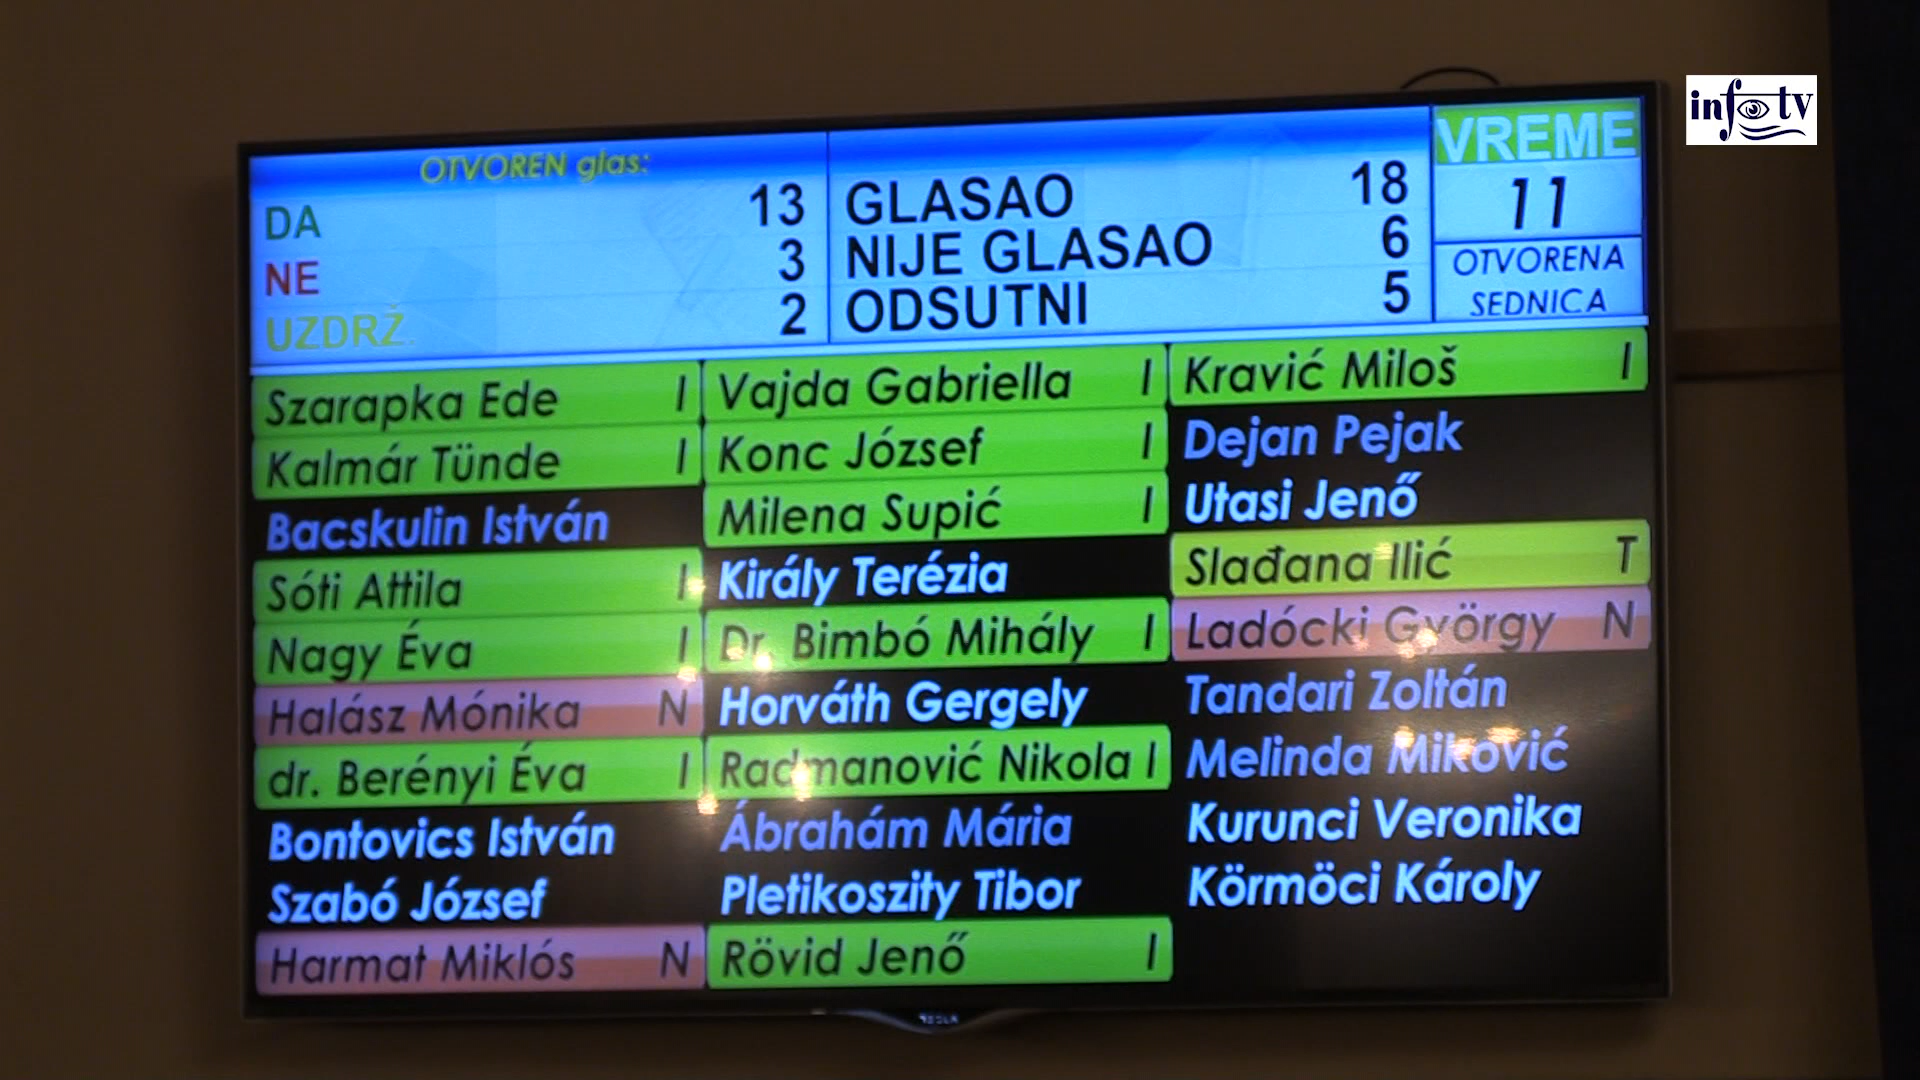 info tv
OTVOREN glas:
DA 13
NE 3
UZDRŽ. 2
GLASAO 18
NIJE GLASAO 6
ODSUTNI 5
VREME
11
OTVORENA
SEDNICA
Szarapka Ede I
Kalmár Tünde I
Bacskulin István
Sóti Attila I
Nagy Éva I
Halász Mónika N
dr. Berényi Éva I
Bontovics István
Szabó József
Harmat Miklós N
Vajda Gabriella I
Konc József I
Milena Supić I
Király Terézia
Dr. Bimbó Mihály I
Horváth Gergely
Radmanović Nikola I
Ábrahám Mária
Pletikoszity Tibor
Rövid Jenő I
Kravić Miloš I
Dejan Pejak
Utasi Jenő
Slađana Ilić T
Ladócki György N
Tandari Zoltán
Melinda Miković
Kurunci Veronika
Körmöci Károly
TESLA